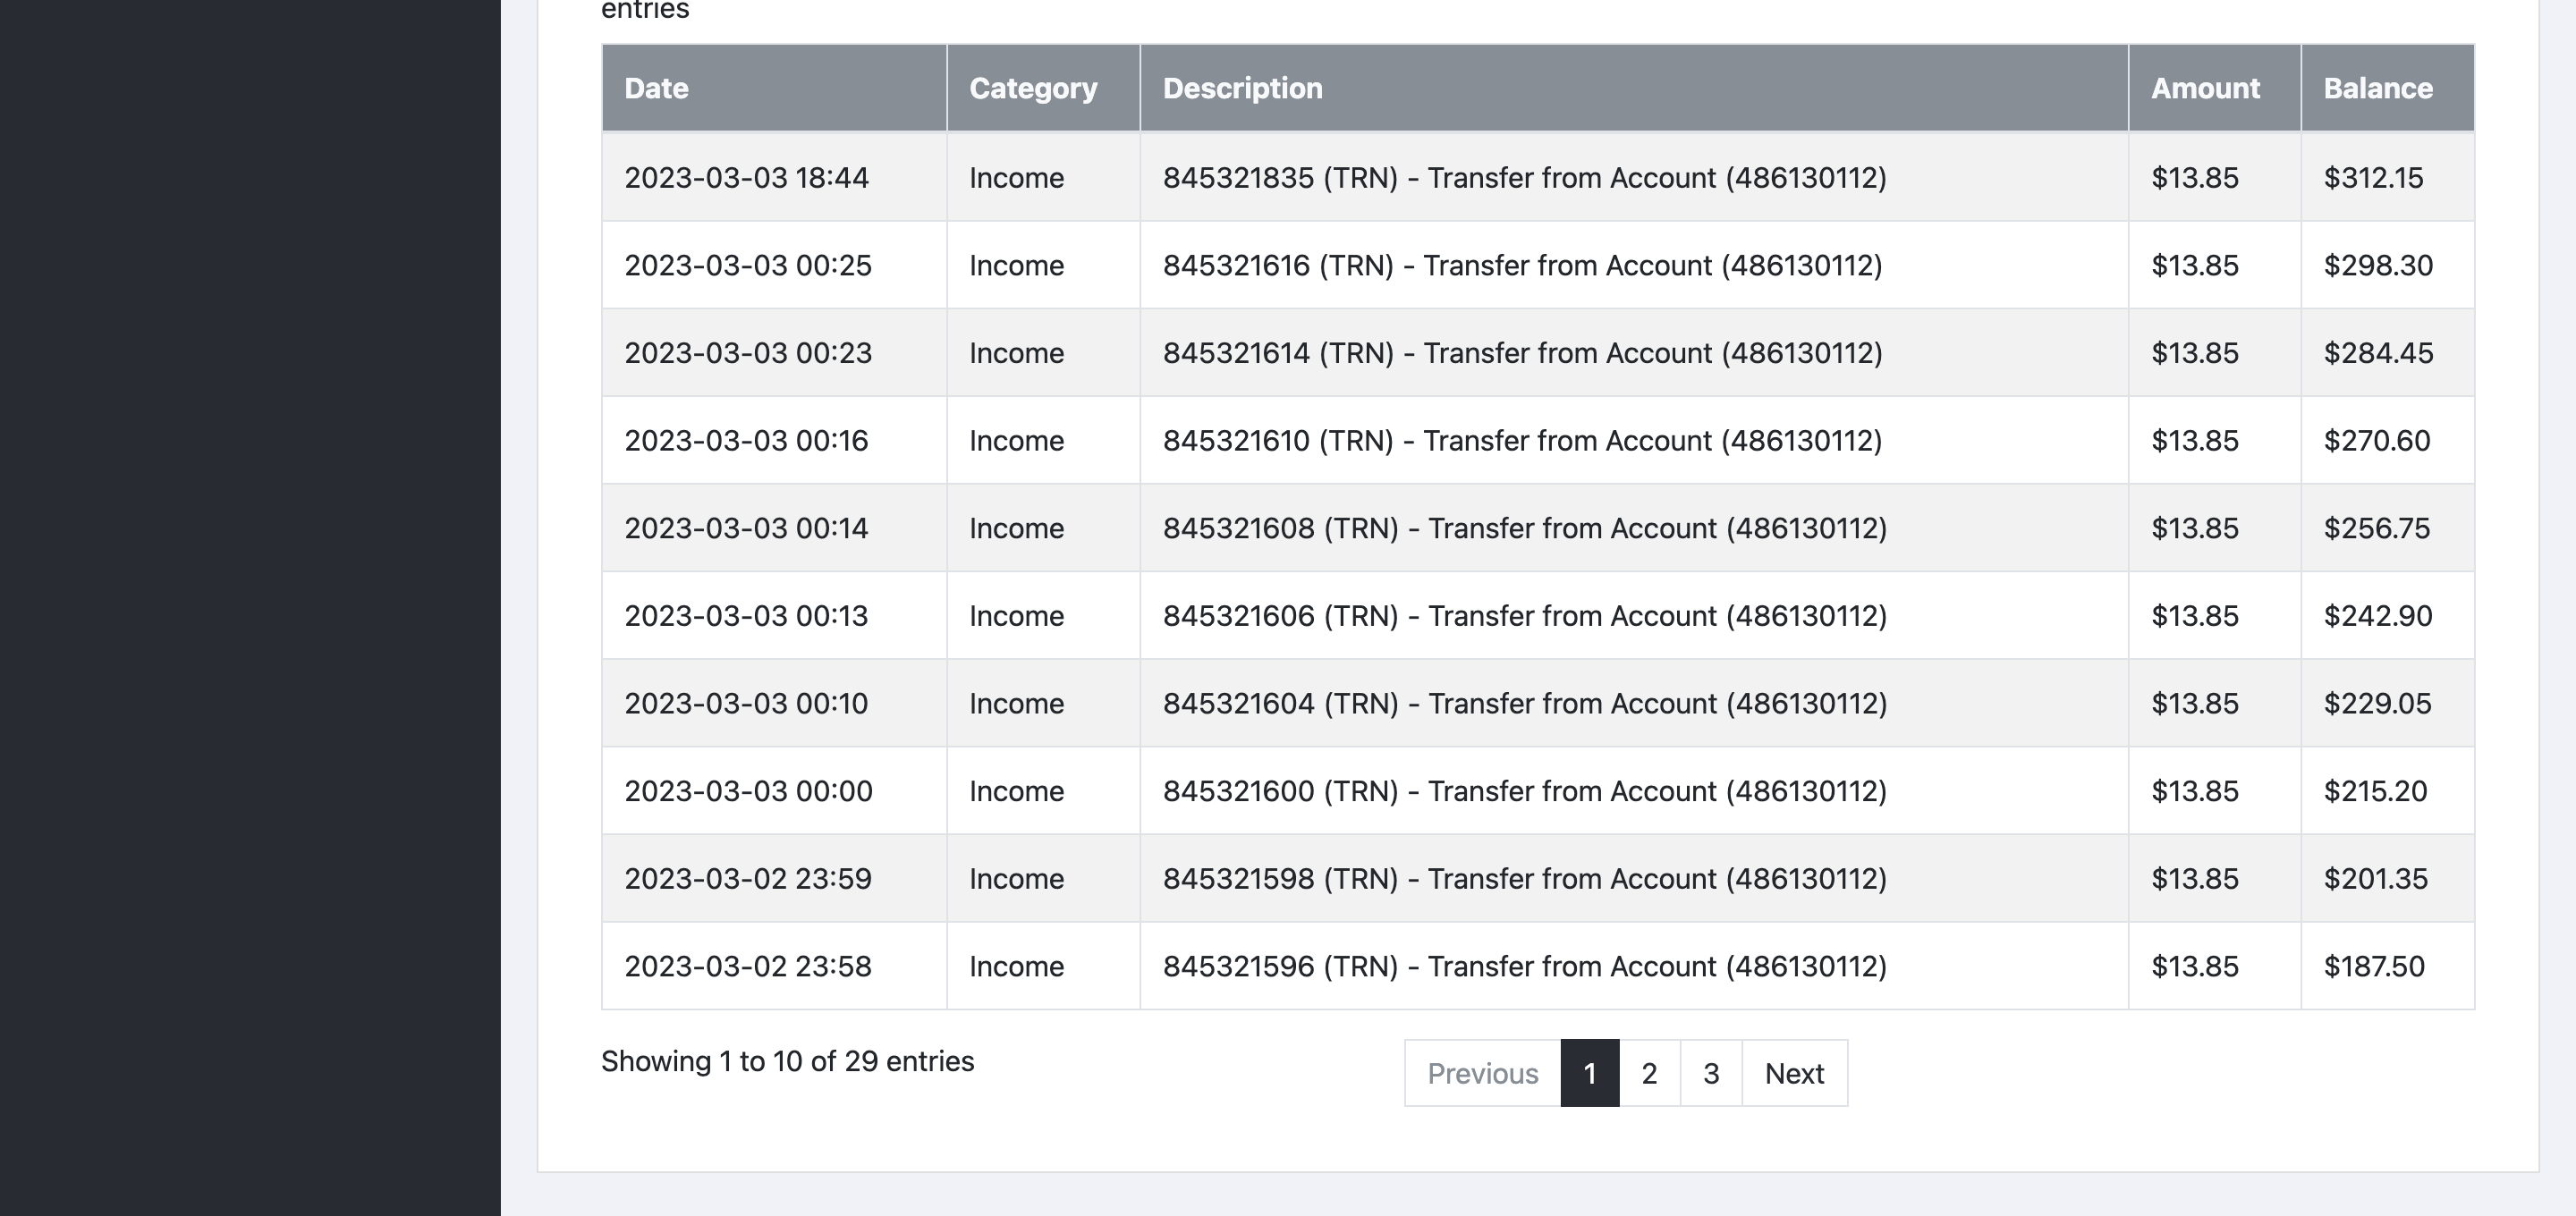 entries
Date Category Description Amount Balance
2023-03-03 18:44 Income 845321835 (TRN) - Transfer from Account (486130112) $13.85 $312.15
2023-03-03 00:25 Income 845321616 (TRN) - Transfer from Account (486130112) $13.85 $298.30
2023-03-03 00:23 Income 845321614 (TRN) - Transfer from Account (486130112) $13.85 $284.45
2023-03-03 00:16 Income 845321610 (TRN) - Transfer from Account (486130112) $13.85 $270.60
2023-03-03 00:14 Income 845321608 (TRN) - Transfer from Account (486130112) $13.85 $256.75
2023-03-03 00:13 Income 845321606 (TRN) - Transfer from Account (486130112) $13.85 $242.90
2023-03-03 00:10 Income 845321604 (TRN) - Transfer from Account (486130112) $13.85 $229.05
2023-03-03 00:00 Income 845321600 (TRN) - Transfer from Account (486130112) $13.85 $215.20
2023-03-02 23:59 Income 845321598 (TRN) - Transfer from Account (486130112) $13.85 $201.35
2023-03-02 23:58 Income 845321596 (TRN) - Transfer from Account (486130112) $13.85 $187.50
Showing 1 to 10 of 29 entries
Previous 1 2 3 Next